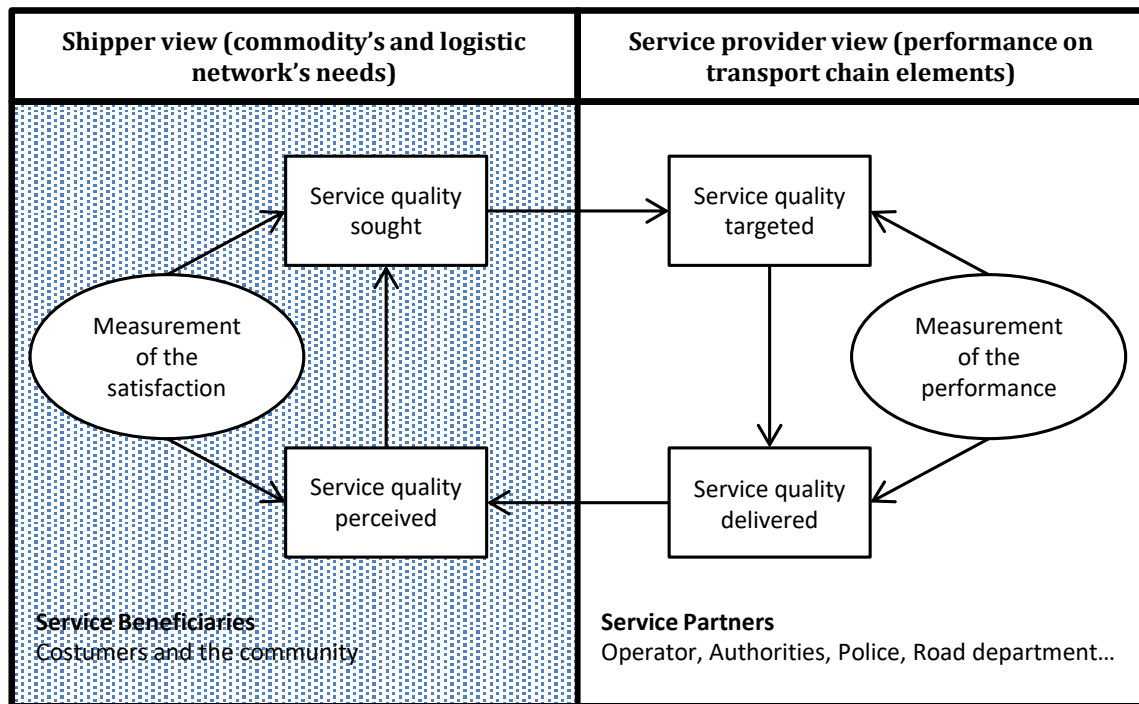 Shipper view (commodity's and logistic
network's needs)
Service provider view (performance on
transport chain elements)
Service quality
sought
Service quality
targeted
Measurement
of the
satisfaction
Measurement
of the
performance
Service quality
perceived
Service quality
delivered
Service Beneficiaries
Costumers and the community
Service Partners
Operator, Authorities, Police, Road department…